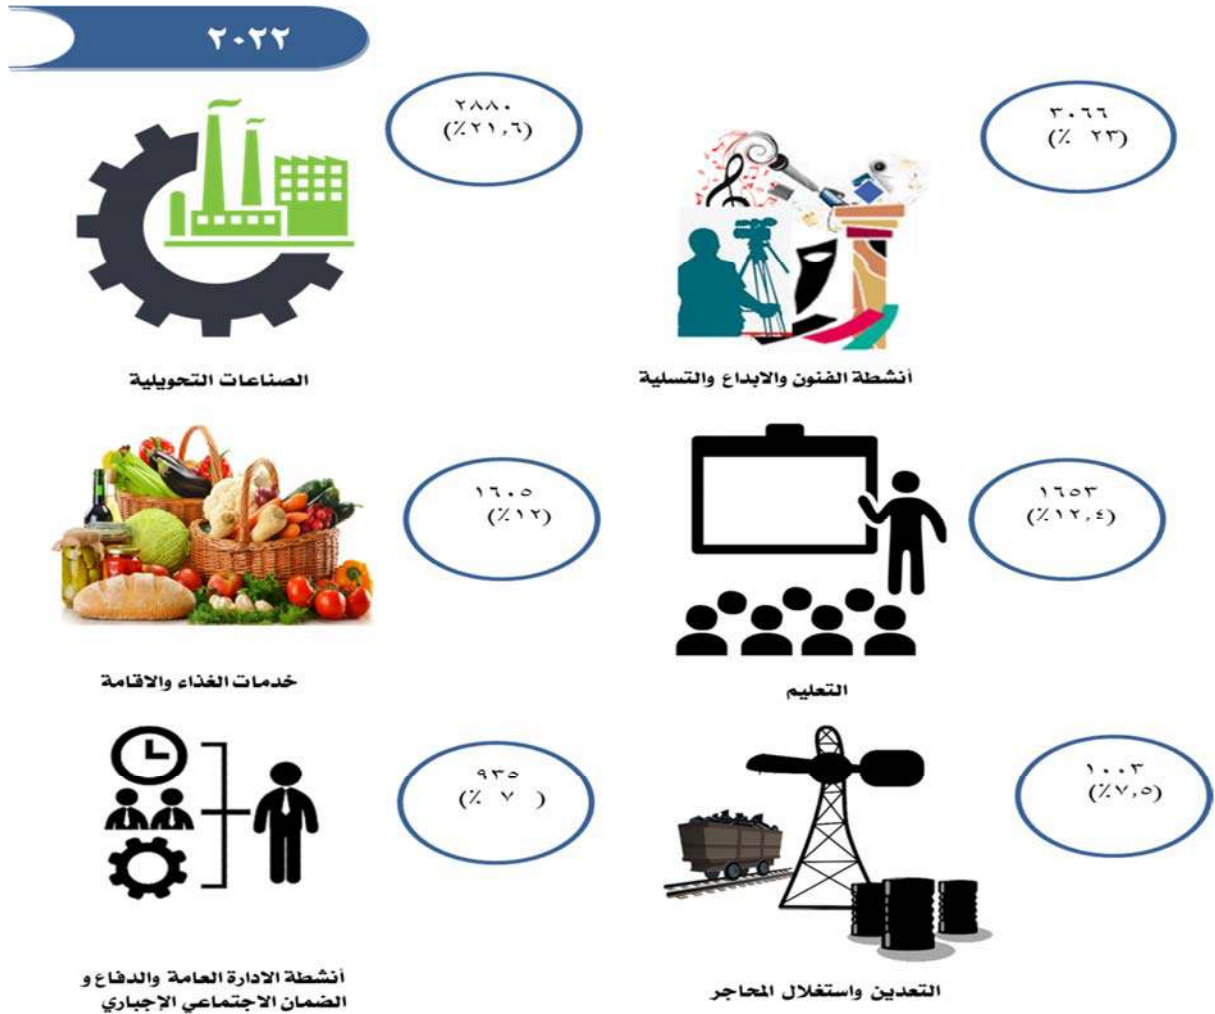 ٢٠٢٢
٣٠٦٦
(٢٣ ٪)
أنشطة الفنون والابداع والتسلية
٢٨٨٠
(٢١,٦٪)
الصناعات التحويلية
١٦٥٣
(١٢,٤٪)
التعليم
١٦٠٥
(١٢٪)
خدمات الغذاء والاقامة
١٠٠٣
(٧,٥٪)
التعدين واستغلال المحاجر
٩٣٥
( ٧ ٪)
أنشطة الادارة العامة والدفاع و
الضمان الاجتماعي الإجباري